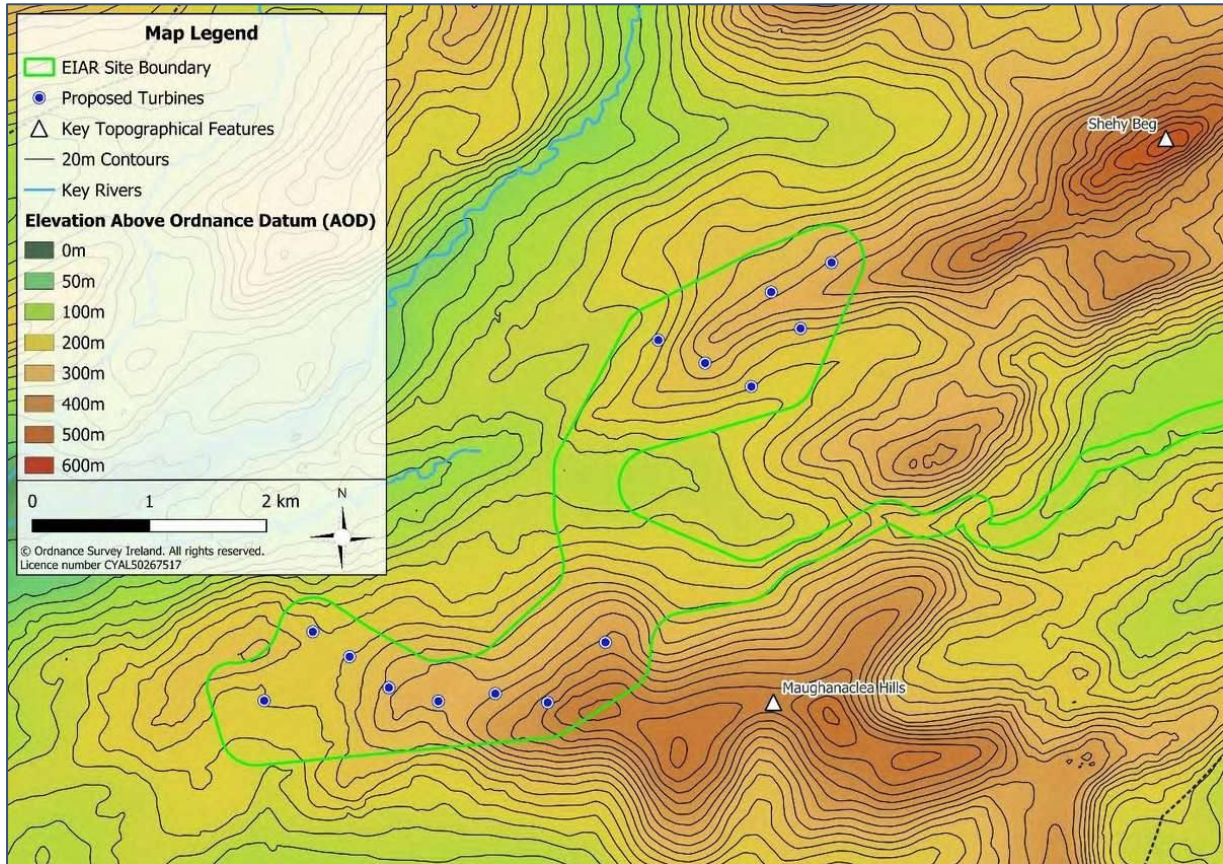 Map Legend
EIAR Site Boundary
Proposed Turbines
Key Topographical Features
20m Contours
Key Rivers
Elevation Above Ordnance Datum (AOD)
0m
50m
100m
200m
300m
400m
500m
600m
0 1 2 km
N
© Ordnance Survey Ireland. All rights reserved.
Licence number CYAL50267517
Shehy Beg
Maughanaclea Hills